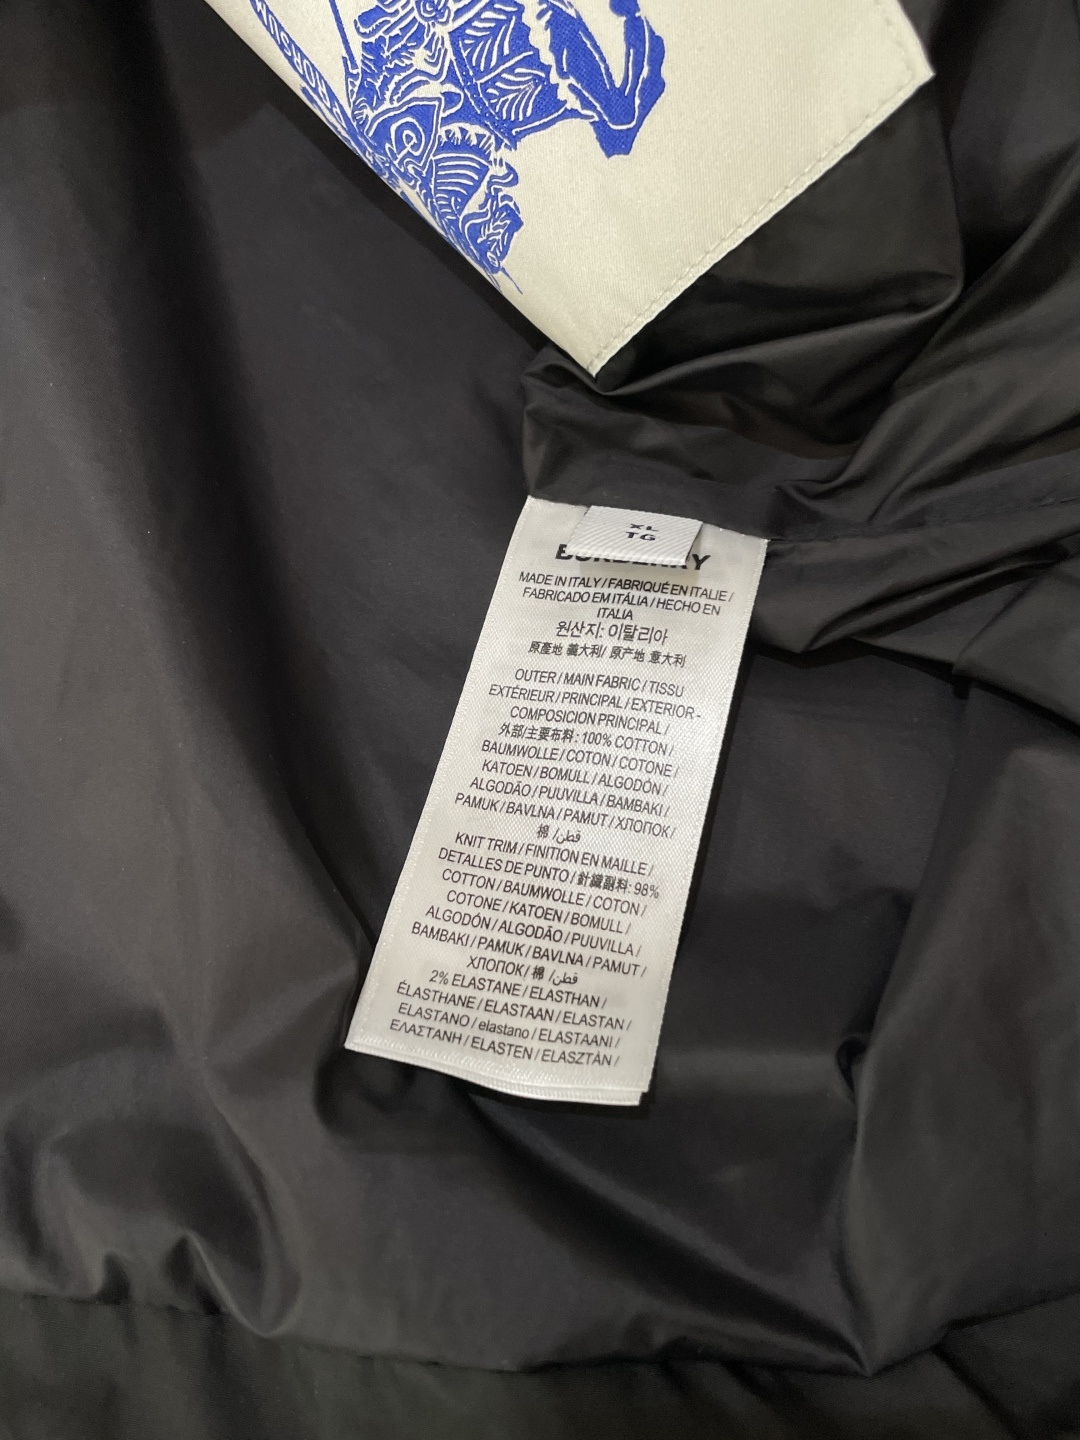 PRORSUM
XL
TG
BURBERRY
MADE IN ITALY / FABRIQUÉ EN ITALIE /
FABRICADO EM ITÁLIA / HECHO EN
ITALIA
원산지: 이탈리아
原產地 義大利/ 原产地 意大利
OUTER / MAIN FABRIC / TISSU
EXTÉRIEUR / PRINCIPAL / EXTERIOR-
COMPOSICION PRINCIPAL /
外部/主要布料: 100% COTTON /
BAUMWOLLE / COTON / COTONE /
KATOEN / BOMULL / ALGODÓN /
ALGODÃO / PUUVILLA / BAMBAKI /
PAMUK / BAVLNA / PAMUT / ХЛОПОК /
棉 /قطن
KNIT TRIM / FINITION EN MAILLE /
DETALLES DE PUNTO / 針織副料: 98%
COTTON / BAUMWOLLE / COTON /
COTONE / KATOEN / BOMULL /
ALGODÓN / ALGODÃO / PUUVILLA /
BAMBAKI / PAMUK / BAVLNA / PAMUT /
ХЛОПОК / 棉 /قطن
2% ELASTANE / ELASTHAN /
ÉLASTHANE / ELASTAAN / ELASTAN /
ELASTANO / elastano / ELASTAANI /
ΕΛΑΣΤΑΝΗ / ELASTEN / ELASZTÁN /